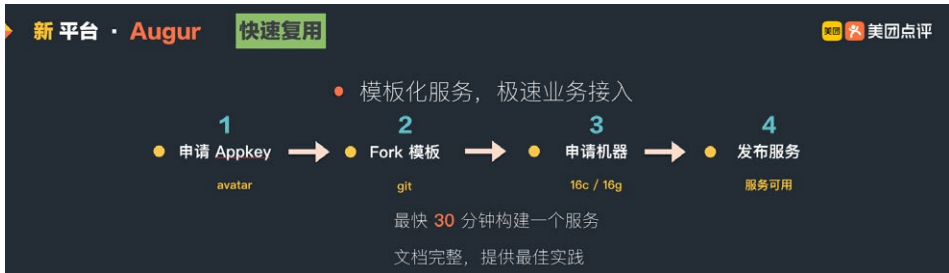 新 平台 · Augur 快速复用 美团 美团点评
模板化服务，极速业务接入
1 2 3 4
申请 Appkey Fork 模板 申请机器 发布服务
avatar git 16c / 16g 服务可用
最快 30 分钟构建一个服务
文档完整，提供最佳实践